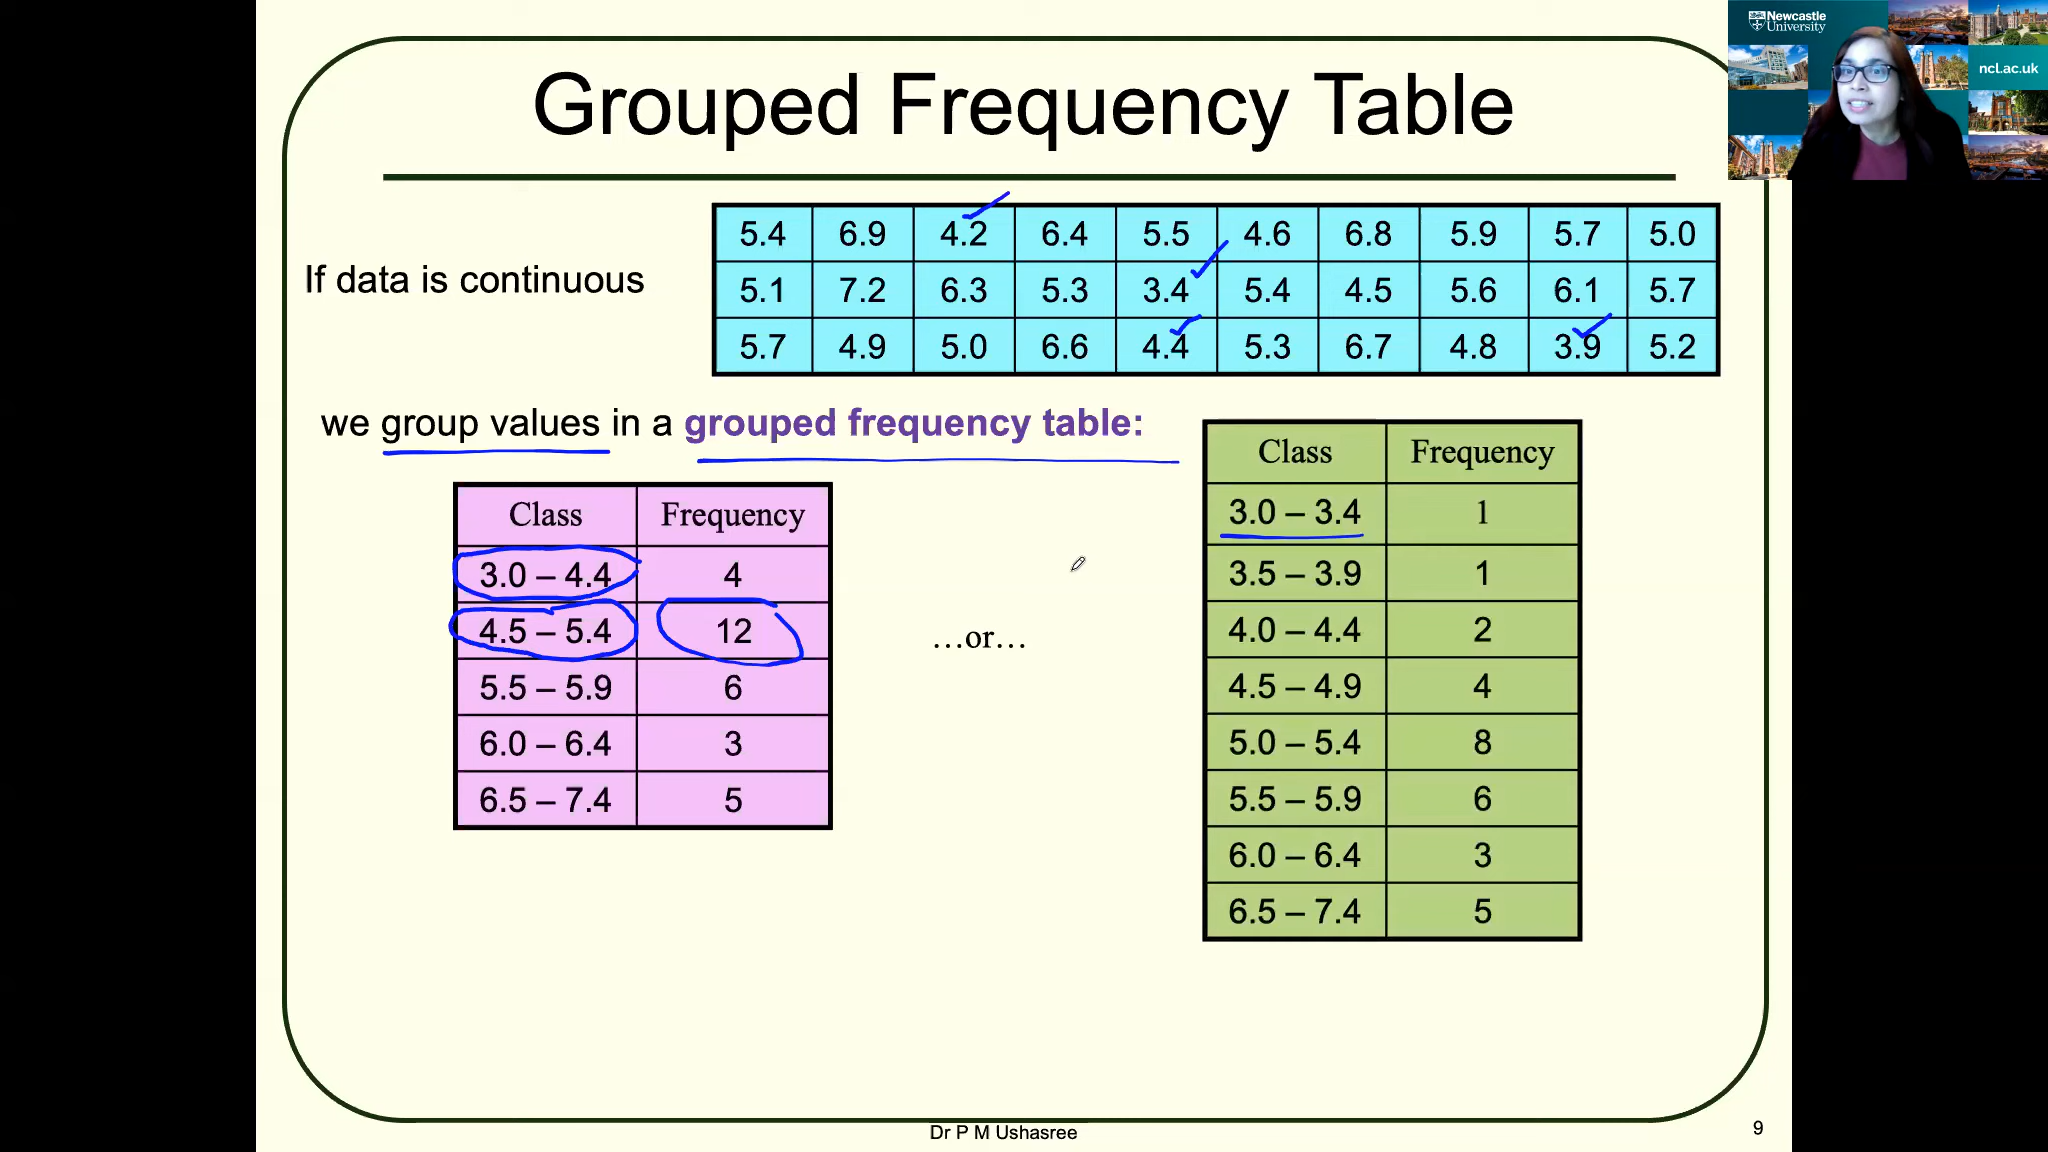 Newcastle
University
ncl.ac.uk
Grouped Frequency Table
If data is continuous
5.4 6.9 4.2 6.4 5.5 4.6 6.8 5.9 5.7 5.0
5.1 7.2 6.3 5.3 3.4 5.4 4.5 5.6 6.1 5.7
5.7 4.9 5.0 6.6 4.4 5.3 6.7 4.8 3.9 5.2
we group values in a grouped frequency table:
Class Frequency
3.0 – 4.4 4
4.5 – 5.4 12
5.5 – 5.9 6
6.0 – 6.4 3
6.5 – 7.4 5
…or…
Class Frequency
3.0 – 3.4 1
3.5 – 3.9 1
4.0 – 4.4 2
4.5 – 4.9 4
5.0 – 5.4 8
5.5 – 5.9 6
6.0 – 6.4 3
6.5 – 7.4 5
Dr P M Ushasree
9